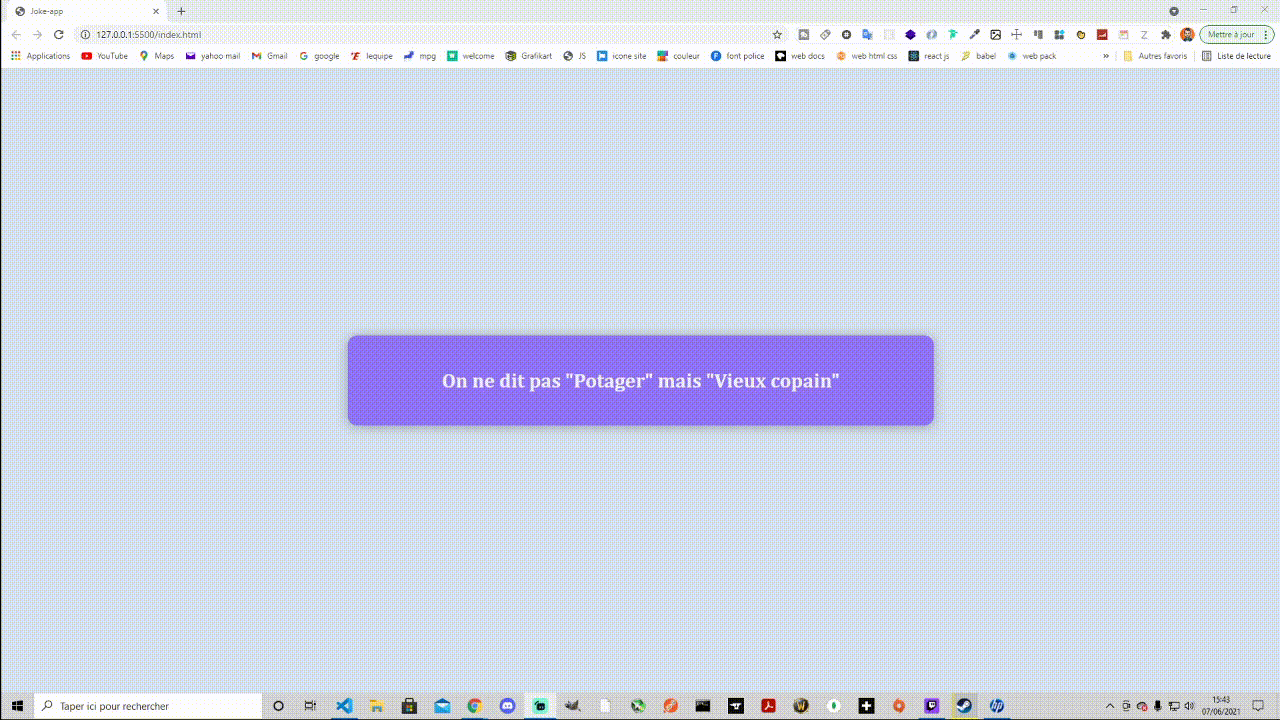 Joke-app
127.0.0.1:5500/index.html
Mettre à jour
Applications YouTube Maps yahoo mail Gmail google lequipe mpg welcome Grafikart JS icone site couleur font police web docs web html css react js babel web pack » Autres favoris Liste de lecture
On ne dit pas "Potager" mais "Vieux copain"
Taper ici pour rechercher
15:43
07/06/2021